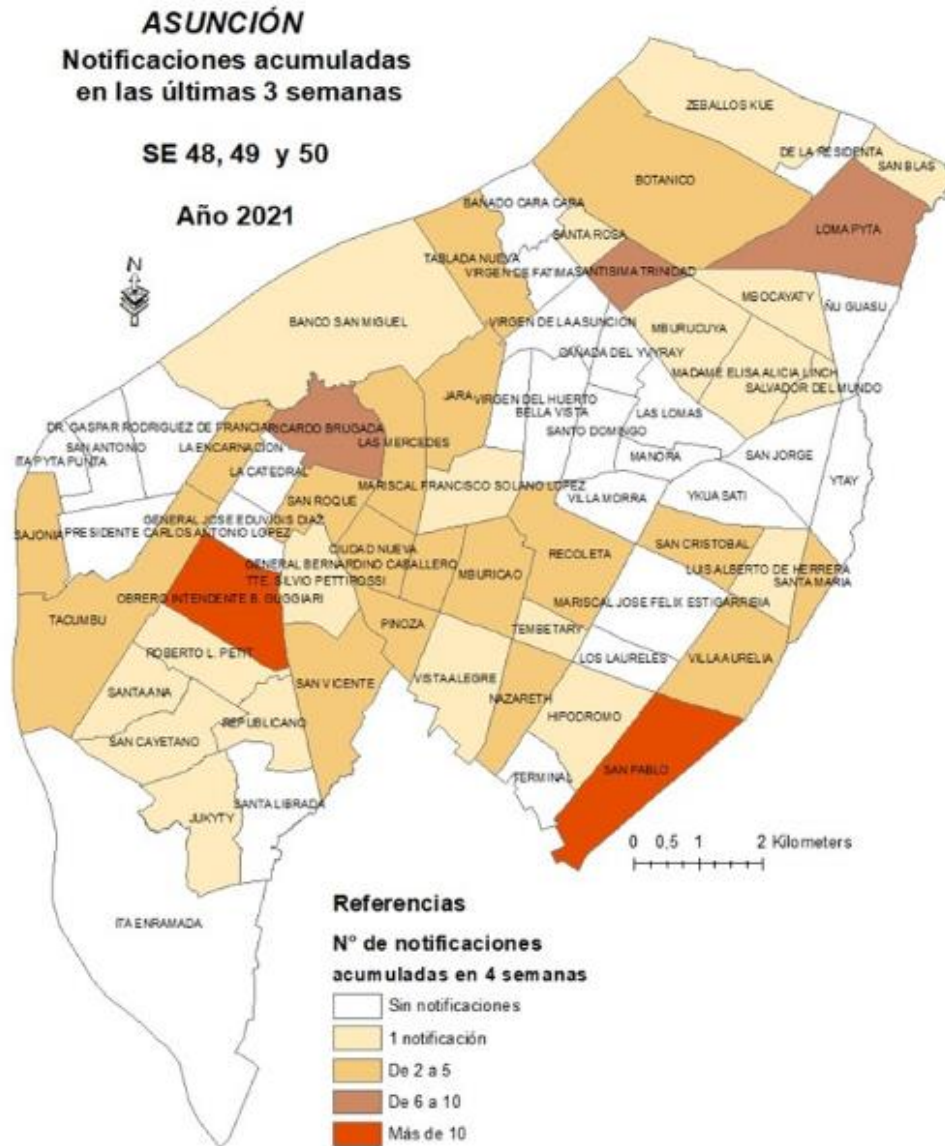 ASUNCIÓN
Notificaciones acumuladas
en las últimas 3 semanas
SE 48, 49 y 50
Año 2021
N
ZEBALLOS KUE
DE LA RESIDENTA
SAN BLAS
BOTANICO
BAÑADO CARA CARA
LOMA PYTA
SANTA ROSA
TABLADA NUEVA
VIRGEN DE FATIMA
SANTISIMA TRINIDAD
MBOCAYATY
ÑU GUASU
BANCO SAN MIGUEL
VIRGEN DE LA ASUNCION
MBURUCUYA
CAÑADA DEL YVYRAY
MADAME ELISA ALICIA LINCH
SALVADOR DEL MUNDO
JARA
VIRGEN DEL HUERTO
BELLA VISTA
LAS LOMAS
DR. GASPAR RODRIGUEZ DE FRANCIA
RICARDO BRUGADA
SANTO DOMINGO
SAN ANTONIO
LA ENCARNACION
LAS MERCEDES
MANORA
SAN JORGE
ITA PYTA PUNTA
LA CATEDRAL
MARISCAL FRANCISCO SOLANO LOPEZ
YTAY
SAN ROQUE
VILLA MORRA
YKUA SATI
GENERAL JOSE EDUVIGIS DIAZ
SAJONIA
PRESIDENTE CARLOS ANTONIO LOPEZ
CIUDAD NUEVA
RECOLETA
SAN CRISTOBAL
GENERAL BERNARDINO CABALLERO
LUIS ALBERTO DE HERRERA
TTE. SILVIO PETTIROSSI
MBURICAO
SANTA MARIA
OBRERO INTENDENTE B. GUGGIARI
MARISCAL JOSE FELIX ESTIGARRIBIA
TACUMBU
PINOZA
TEMBETARY
ROBERTO L. PETIT
LOS LAURELES
VILLA AURELIA
SAN VICENTE
VISTA ALEGRE
SANTA ANA
NAZARETH
REPUBLICANO
HIPODROMO
SAN CAYETANO
SAN PABLO
TERMINAL
SANTA LIBRADA
JUKYTY
0 0,5 1 2 Kilometers
ITA ENRAMADA
Referencias
N° de notificaciones
acumuladas en 4 semanas
Sin notificaciones
1 notificación
De 2 a 5
De 6 a 10
Más de 10